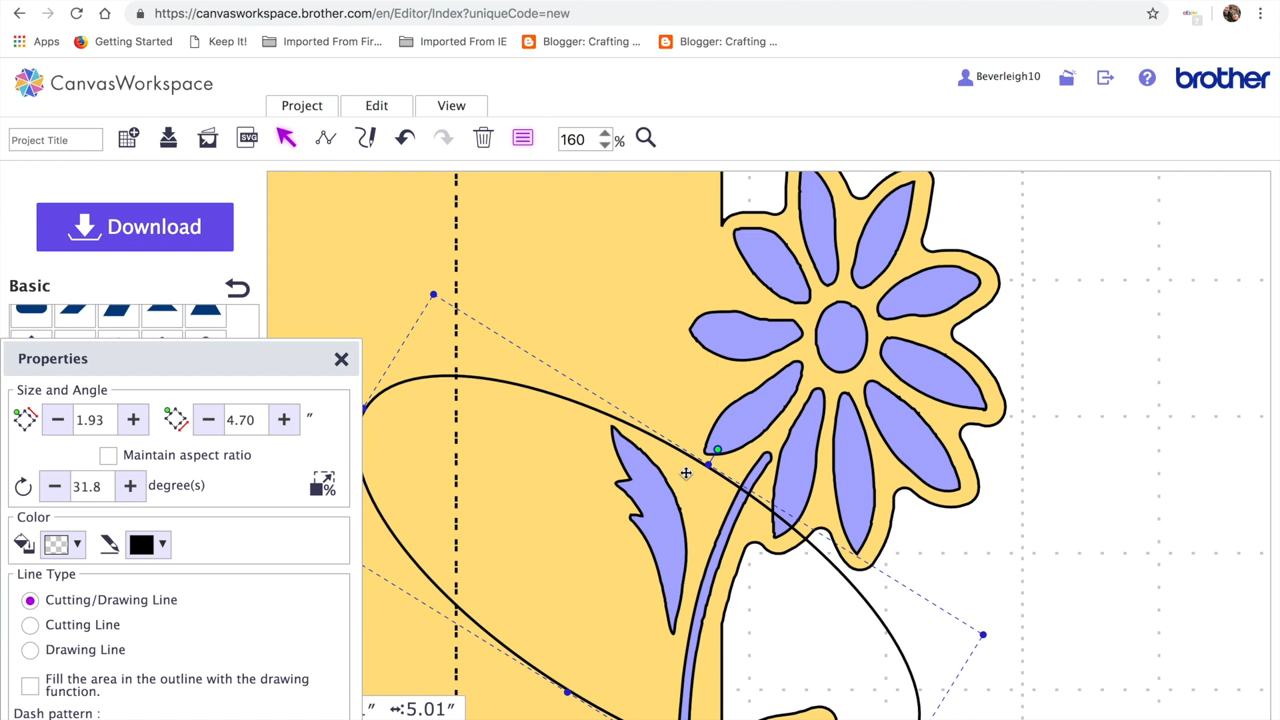 https://canvasworkspace.brother.com/en/Editor/Index?uniqueCode=new
Apps Getting Started Keep It! Imported From Fir... Imported From IE Blogger: Crafting ... Blogger: Crafting ...
CanvasWorkspace Beverleigh10 brother
Project Edit View
Project Title SVG 160 %
Download
Basic
Properties
Size and Angle
1.93 4.70 ″
Maintain aspect ratio
31.8 degree(s) %
Color
Line Type
Cutting/Drawing Line
Cutting Line
Drawing Line
Fill the area in the outline with the drawing
function.
Dash pattern :
5.01″